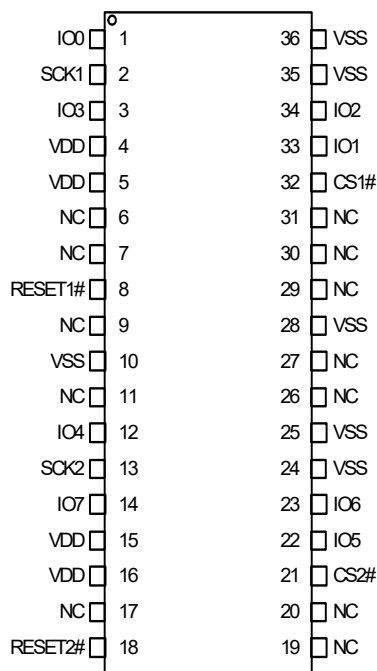 IO0 1 36 VSS
SCK1 2 35 VSS
IO3 3 34 IO2
VDD 4 33 IO1
VDD 5 32 CS1#
NC 6 31 NC
NC 7 30 NC
RESET1# 8 29 NC
NC 9 28 VSS
VSS 10 27 NC
NC 11 26 NC
IO4 12 25 VSS
SCK2 13 24 VSS
IO7 14 23 IO6
VDD 15 22 IO5
VDD 16 21 CS2#
NC 17 20 NC
RESET2# 18 19 NC